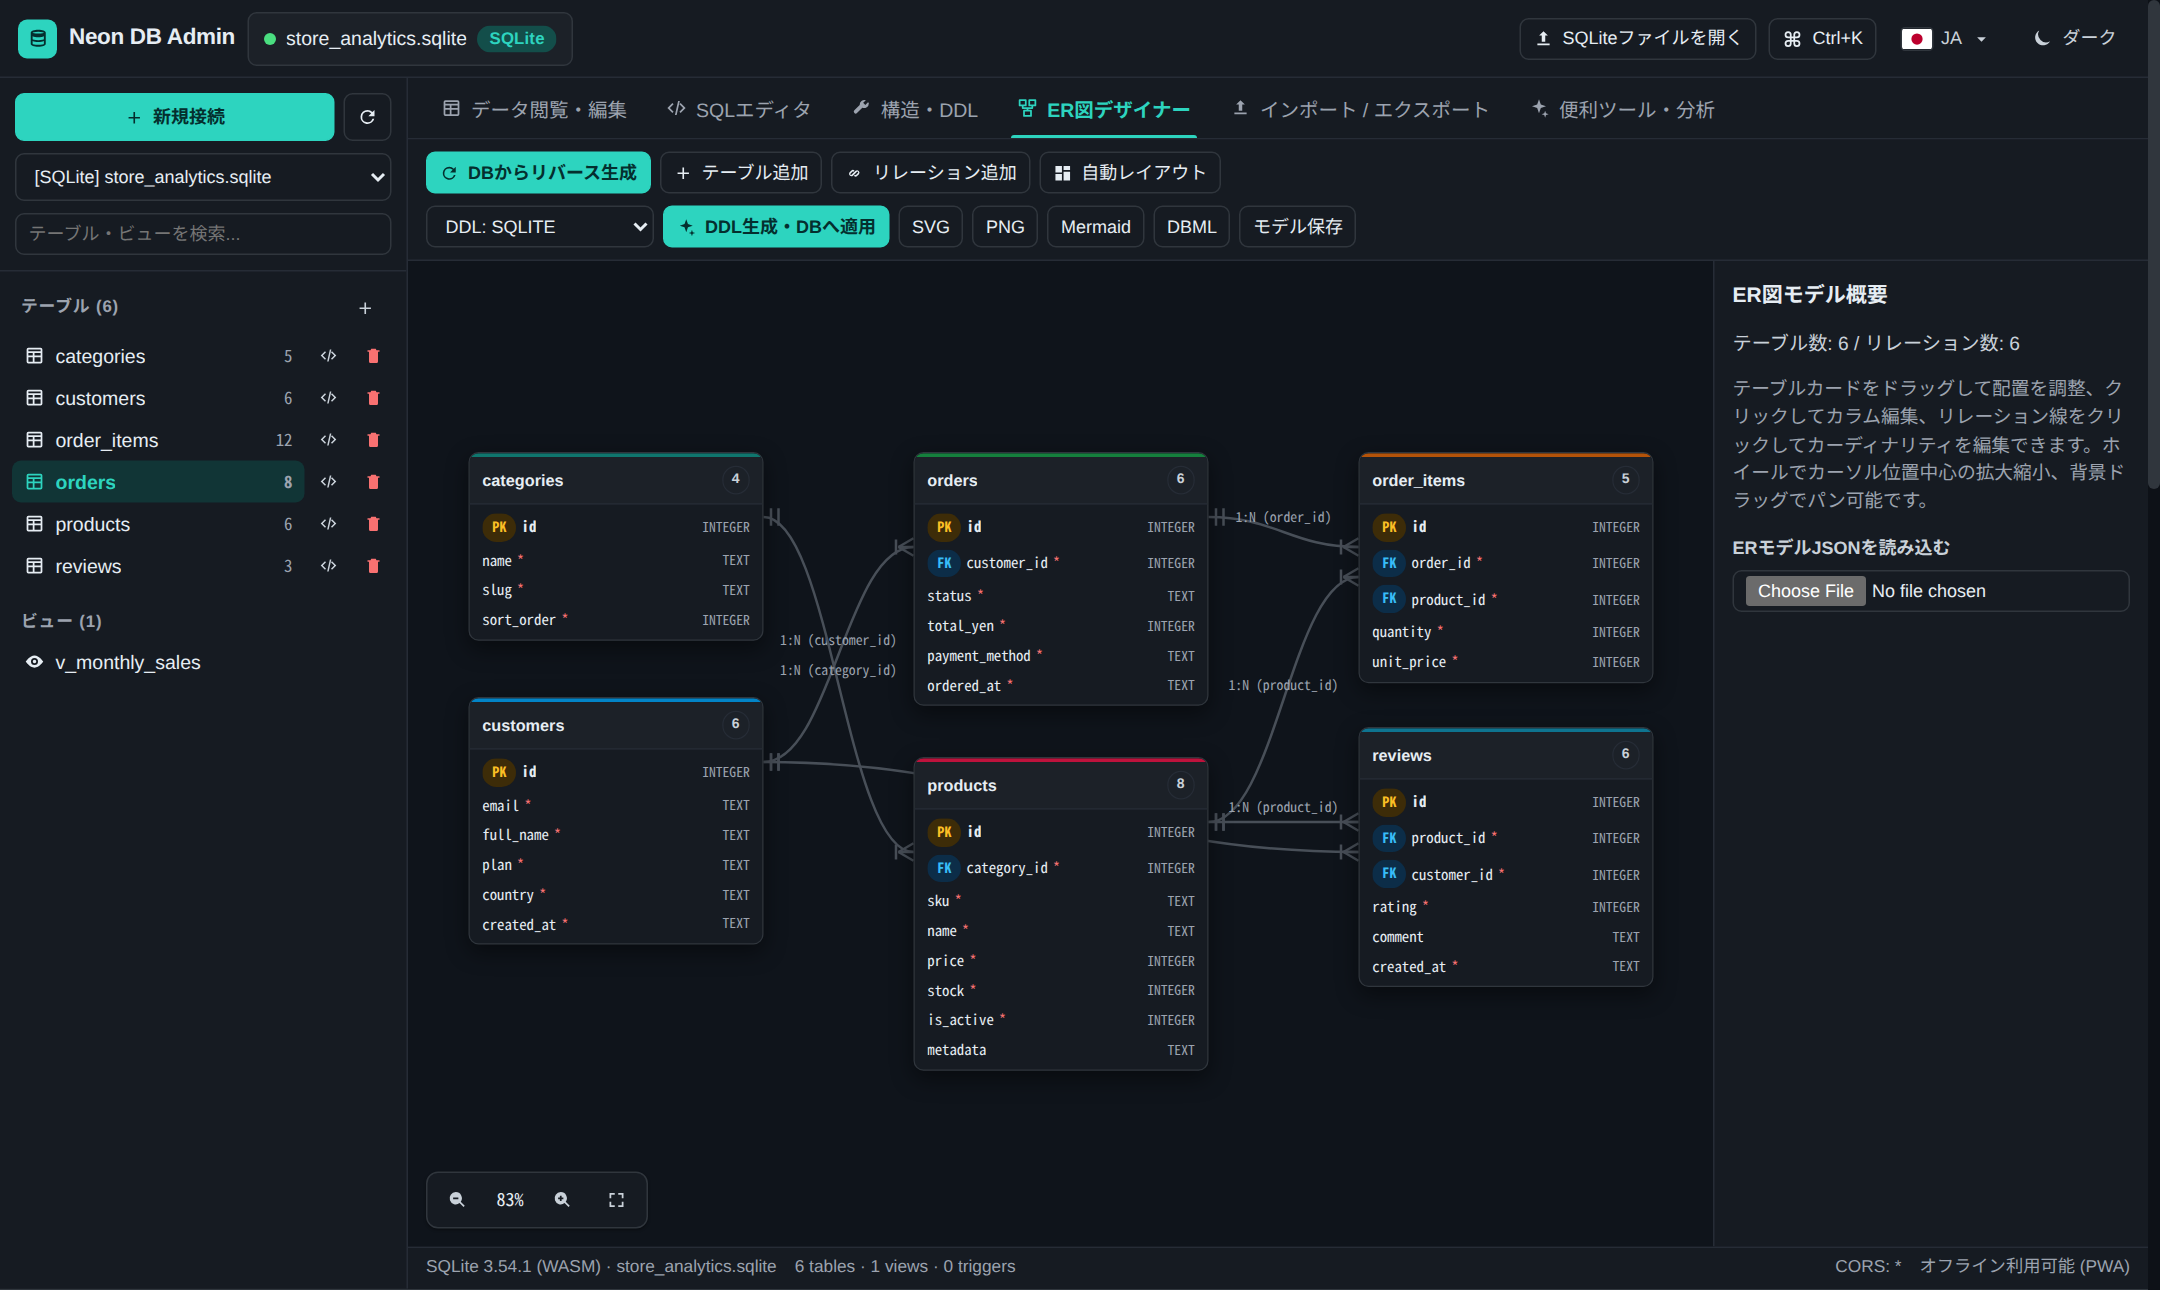 Neon DB Admin
store_analytics.sqlite SQLite
SQLiteファイルを開く
Ctrl+K
JA
ダーク
新規接続
[SQLite] store_analytics.sqlite
テーブル・ビューを検索...
テーブル (6)
categories 5
customers 6
order_items 12
orders 8
products 6
reviews 3
ビュー (1)
v_monthly_sales
データ閲覧・編集
SQLエディタ
構造・DDL
ER図デザイナー
インポート / エクスポート
便利ツール・分析
DBからリバース生成
テーブル追加
リレーション追加
自動レイアウト
DDL: SQLITE
DDL生成・DBへ適用
SVG
PNG
Mermaid
DBML
モデル保存
categories 4
PK id INTEGER
name * TEXT
slug * TEXT
sort_order * INTEGER
customers 6
PK id INTEGER
email * TEXT
full_name * TEXT
plan * TEXT
country * TEXT
created_at * TEXT
1:N (customer_id)
1:N (category_id)
orders 6
PK id INTEGER
FK customer_id * INTEGER
status * TEXT
total_yen * INTEGER
payment_method * TEXT
ordered_at * TEXT
products 8
PK id INTEGER
FK category_id * INTEGER
sku * TEXT
name * TEXT
price * INTEGER
stock * INTEGER
is_active * INTEGER
metadata TEXT
1:N (order_id)
1:N (product_id)
1:N (product_id)
order_items 5
PK id INTEGER
FK order_id * INTEGER
FK product_id * INTEGER
quantity * INTEGER
unit_price * INTEGER
reviews 6
PK id INTEGER
FK product_id * INTEGER
FK customer_id * INTEGER
rating * INTEGER
comment TEXT
created_at * TEXT
83%
ER図モデル概要
テーブル数: 6 / リレーション数: 6
テーブルカードをドラッグして配置を調整、ク
リックしてカラム編集、リレーション線をクリ
ックしてカーディナリティを編集できます。ホ
イールでカーソル位置中心の拡大縮小、背景ド
ラッグでパン可能です。
ERモデルJSONを読み込む
Choose File No file chosen
SQLite 3.54.1 (WASM) · store_analytics.sqlite 6 tables · 1 views · 0 triggers
CORS: * オフライン利用可能 (PWA)